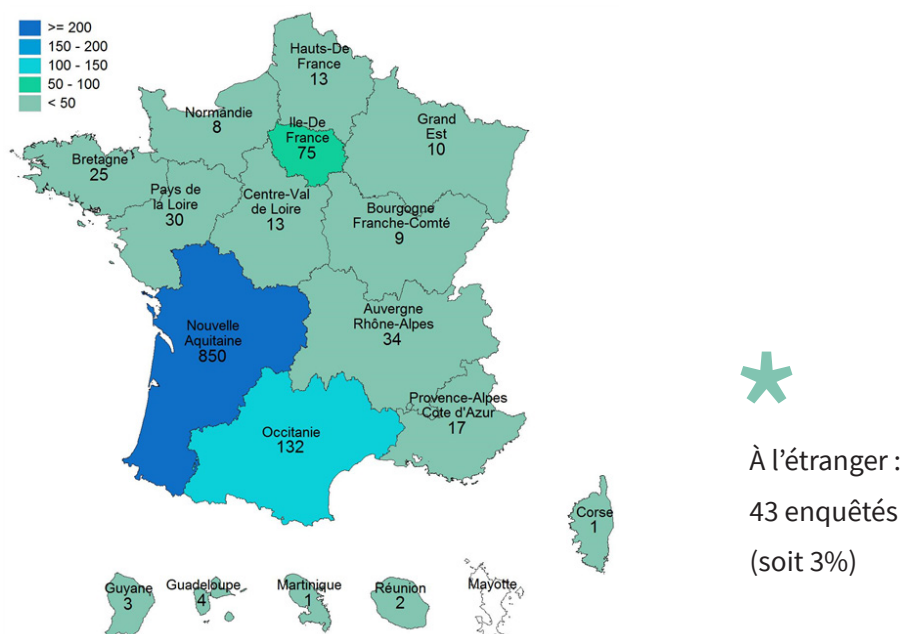 >= 200
150 - 200
100 - 150
50 - 100
< 50
Hauts-De
France
13
Normandie
8
Ile-De
France
75
Grand
Est
10
Bretagne
25
Pays de
la Loire
30
Centre-Val
de Loire
13
Bourgogne
Franche-Comté
9
Nouvelle
Aquitaine
850
Auvergne
Rhône-Alpes
34
Occitanie
132
Provence-Alpes
Côte d'Azur
17
Corse
1
Guyane
3
Guadeloupe
4
Martinique
1
Réunion
2
Mayotte
À l’étranger :
43 enquêtés
(soit 3%)